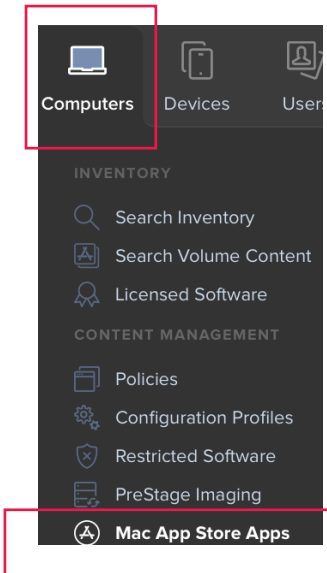 Computers Devices Users
INVENTORY
Search Inventory
Search Volume Content
Licensed Software
CONTENT MANAGEMENT
Policies
Configuration Profiles
Restricted Software
PreStage Imaging
Mac App Store Apps